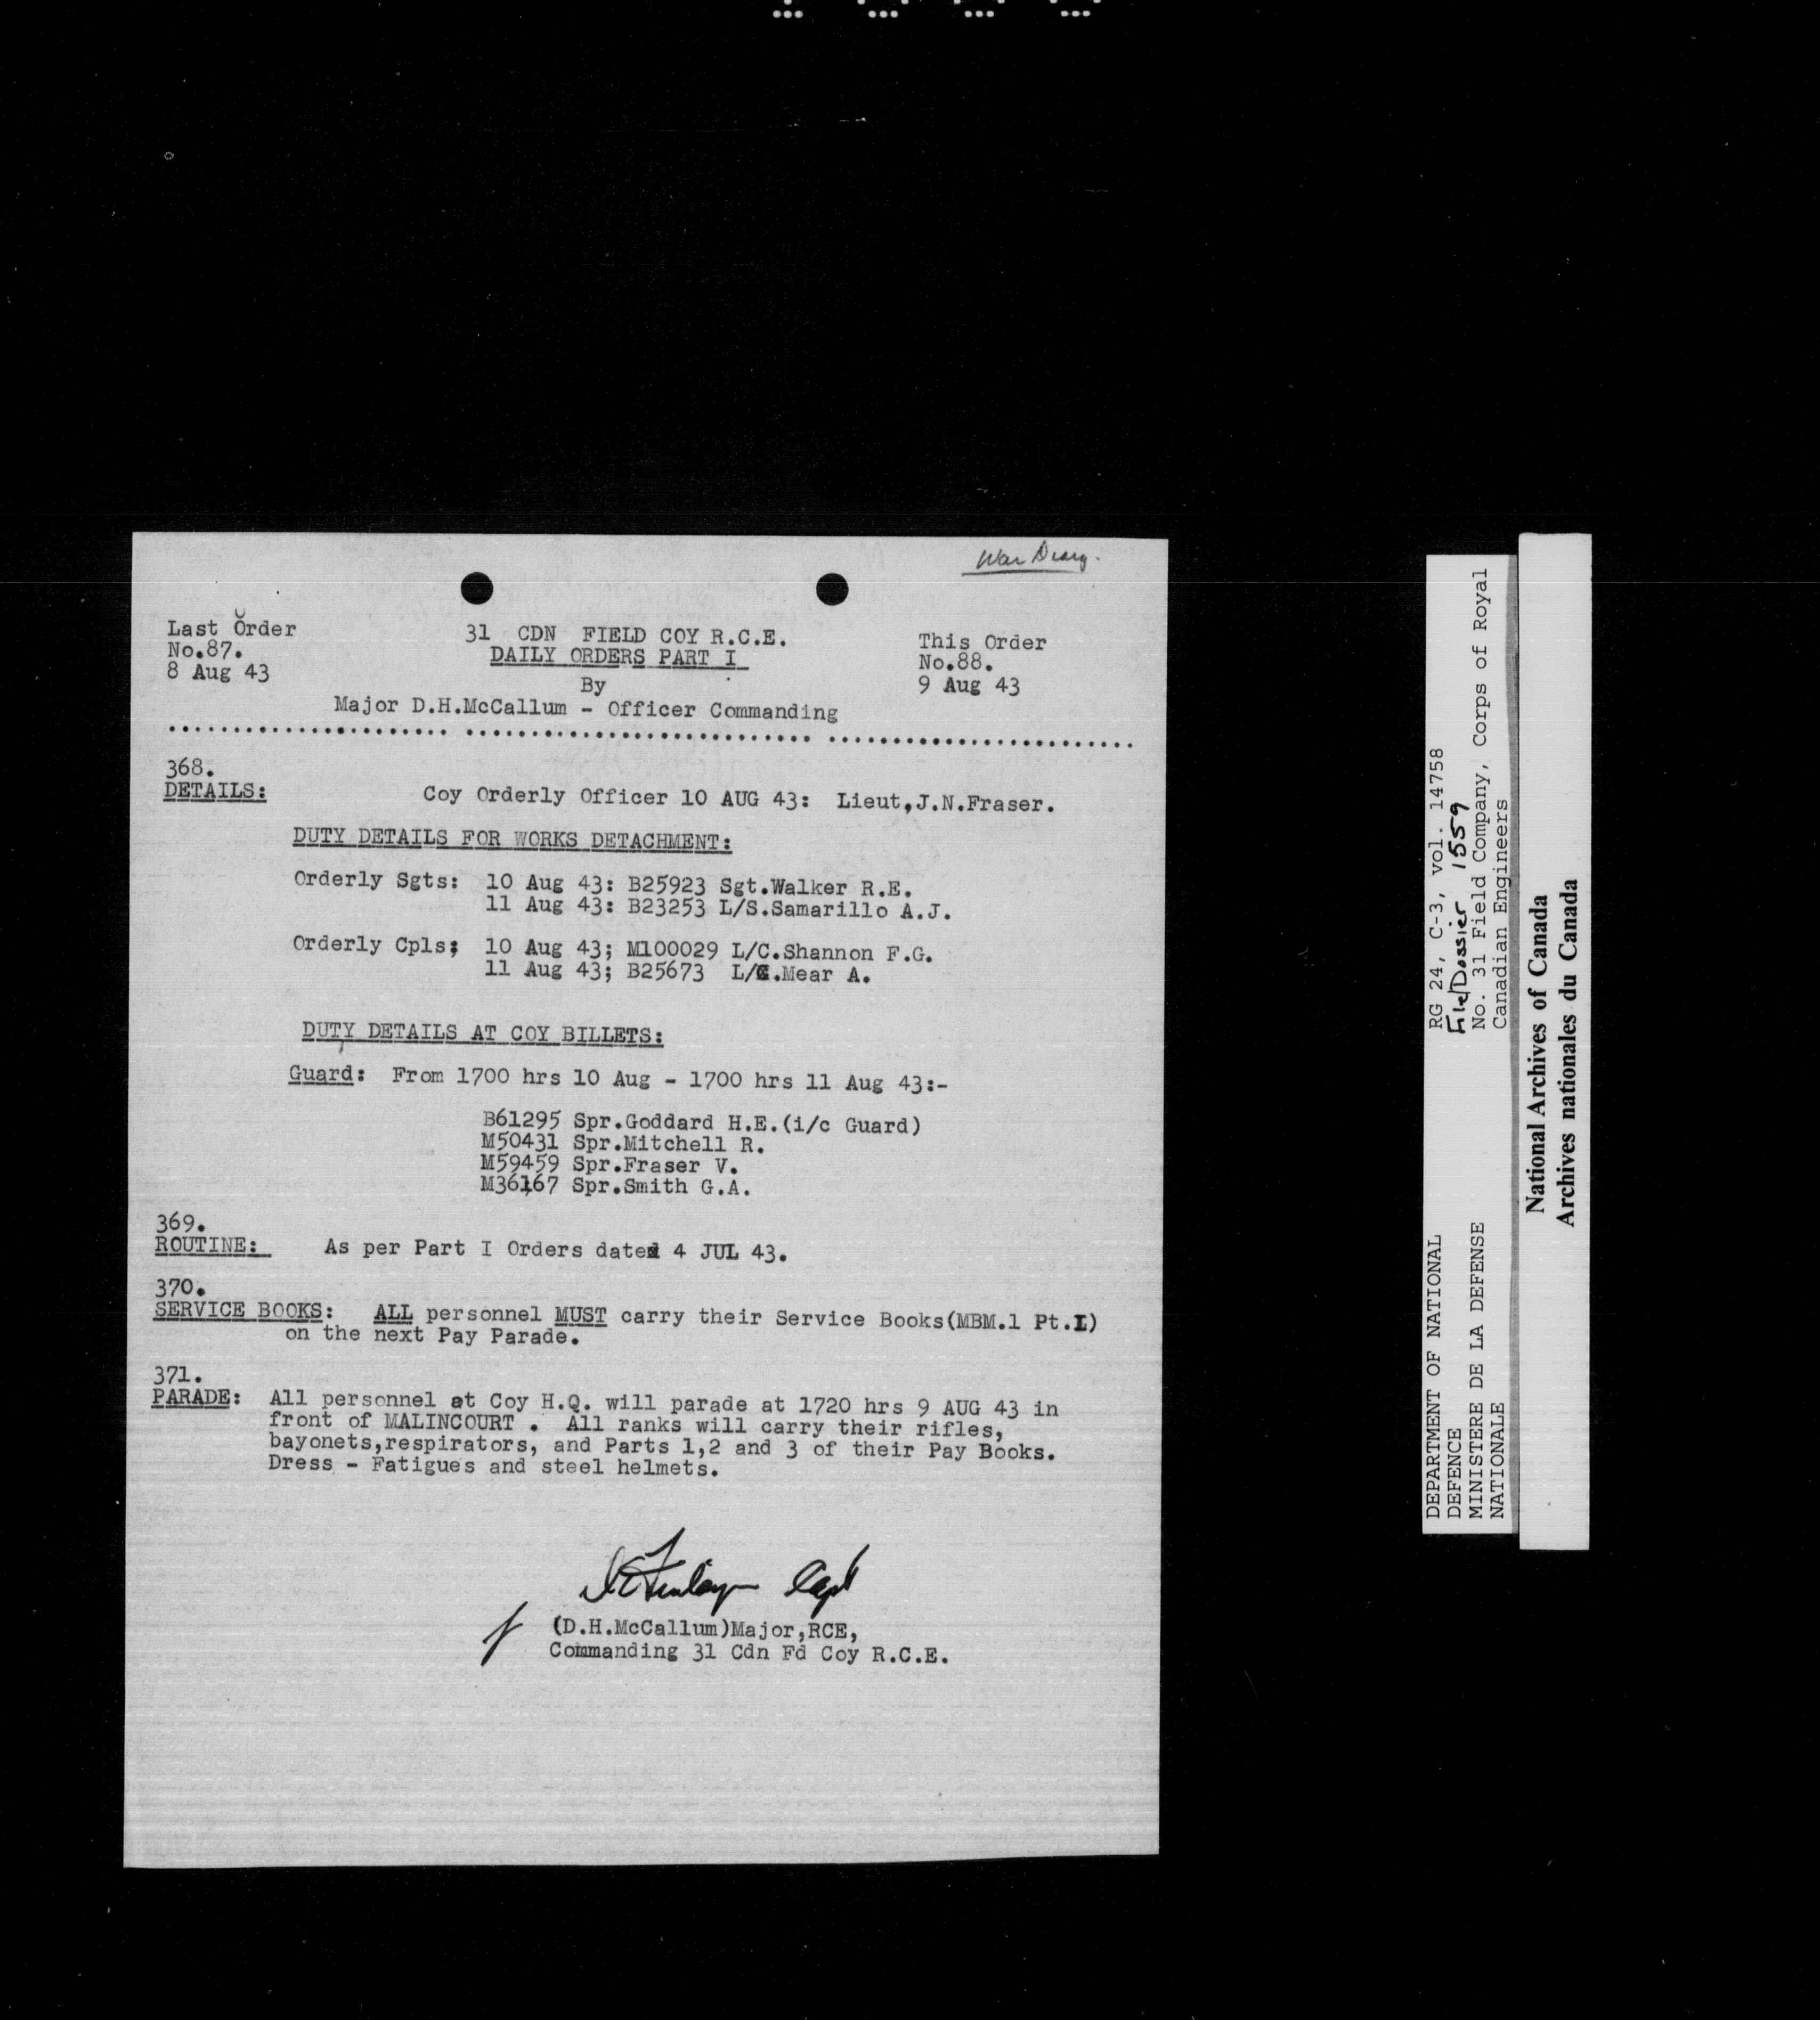 War Diary.
Last Order
No.87.
8 Aug 43
31 CDN FIELD COY R.C.E.
DAILY ORDERS PART I
By
Major D.H.McCallum - Officer Commanding
This Order
No.88.
9 Aug 43
368.
DETAILS: Coy Orderly Officer 10 AUG 43: Lieut,J.N.Fraser.
DUTY DETAILS FOR WORKS DETACHMENT:
Orderly Sgts: 10 Aug 43: B25923 Sgt.Walker R.E.
11 Aug 43: B23253 L/S.Samarillo A.J.
Orderly Cpls; 10 Aug 43; M100029 L/C.Shannon F.G.
11 Aug 43; B25673 L/C.Mear A.
DUTY DETAILS AT COY BILLETS:
Guard: From 1700 hrs 10 Aug - 1700 hrs 11 Aug 43:-
B61295 Spr.Goddard H.E.(i/c Guard)
M50431 Spr.Mitchell R.
M59459 Spr.Fraser V.
M36167 Spr.Smith G.A.
369.
ROUTINE: As per Part I Orders dated 4 JUL 43.
370.
SERVICE BOOKS: ALL personnel MUST carry their Service Books(MBM.1 Pt.I)
on the next Pay Parade.
371.
PARADE: All personnel at Coy H.Q. will parade at 1720 hrs 9 AUG 43 in
front of MALINCOURT . All ranks will carry their rifles,
bayonets,respirators, and Parts 1,2 and 3 of their Pay Books.
Dress - Fatigues and steel helmets.
Capt
(D.H.McCallum)Major,RCE,
Commanding 31 Cdn Fd Coy R.C.E.
DEPARTMENT OF NATIONAL
DEFENCE
MINISTERE DE LA DEFENSE
NATIONALE
RG 24, C-3, vol. 14758
File/Dossier 1559
No. 31 Field Company, Corps of Royal
Canadian Engineers
National Archives of Canada
Archives nationales du Canada